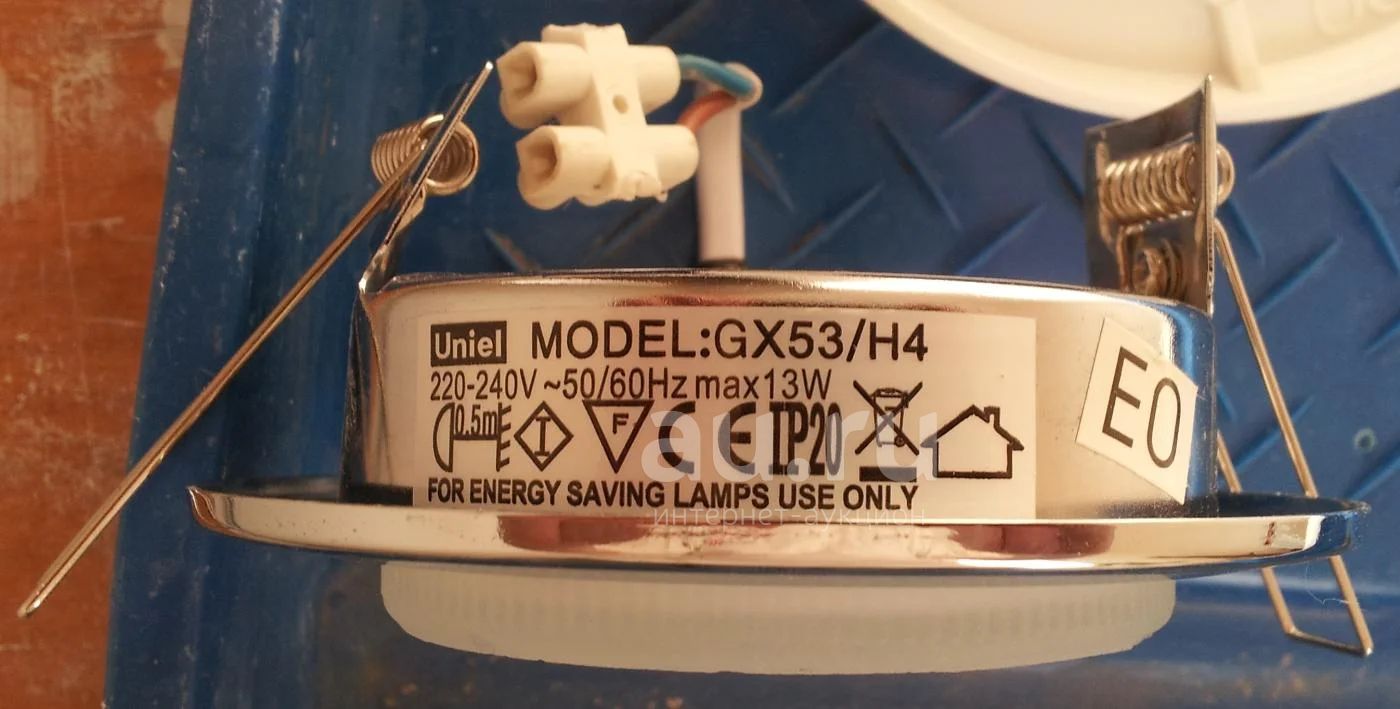 Uniel MODEL:GX53/H4
220-240V ~50/60Hz max13W
0.5m I F CE IP20
FOR ENERGY SAVING LAMPS USE ONLY
E0
au.ru
интернет-аукцион